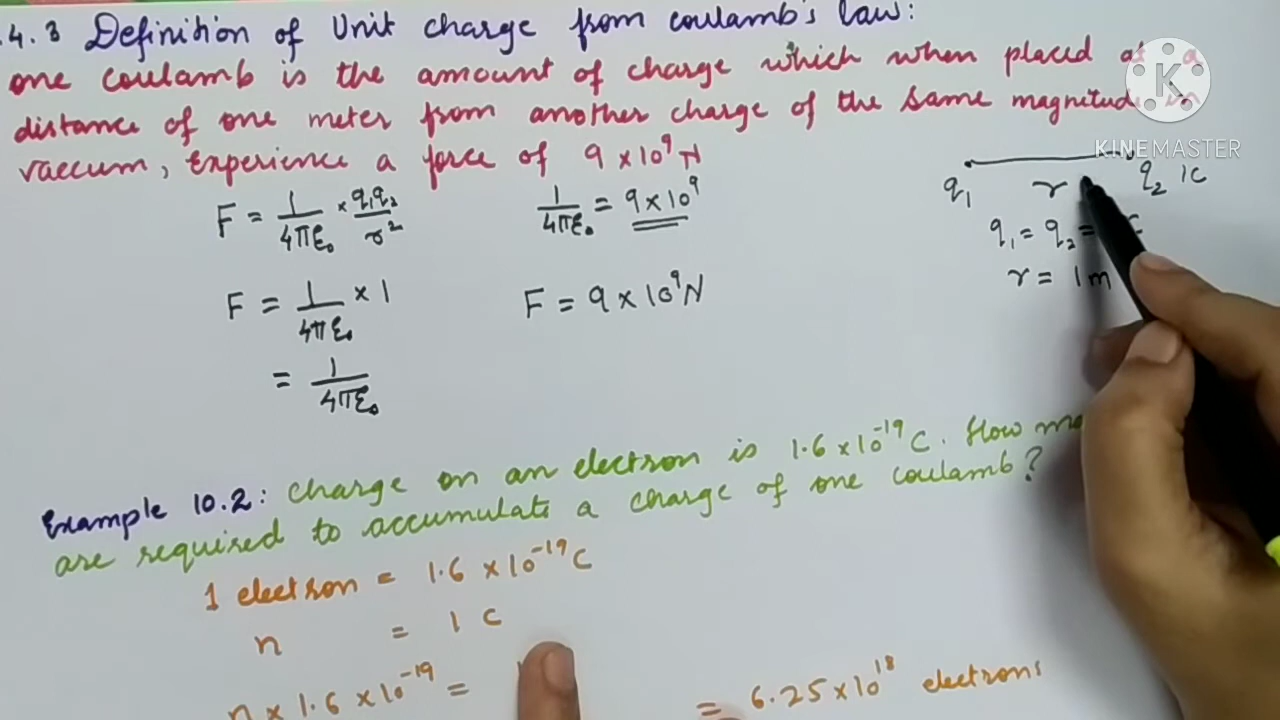 .4.3 Definition of Unit charge from coulamb's law:
one coulamb is the amount of charge which when placed at a
distance of one meter from another charge of the same magnitude in
vaccum, Experience a force of 9 × 10⁹ N
F = 1/4πε₀ × q₁q₂/r²
1/4πε₀ = 9 × 10⁹
q₁ r q₂ 1C
q₁ = q₂ =
r = 1m
F = 1/4πε₀ × 1
F = 9 × 10⁹ N
= 1/4πε₀
Example 10.2: Charge on an electron is 1.6 × 10⁻¹⁹ C. How
are required to accumulate a charge of one coulamb?
1 electron = 1.6 × 10⁻¹⁹ C
n = 1 C
n × 1.6 × 10⁻¹⁹ =
= 6.25 × 10¹⁸ electrons
K
KINEMASTER